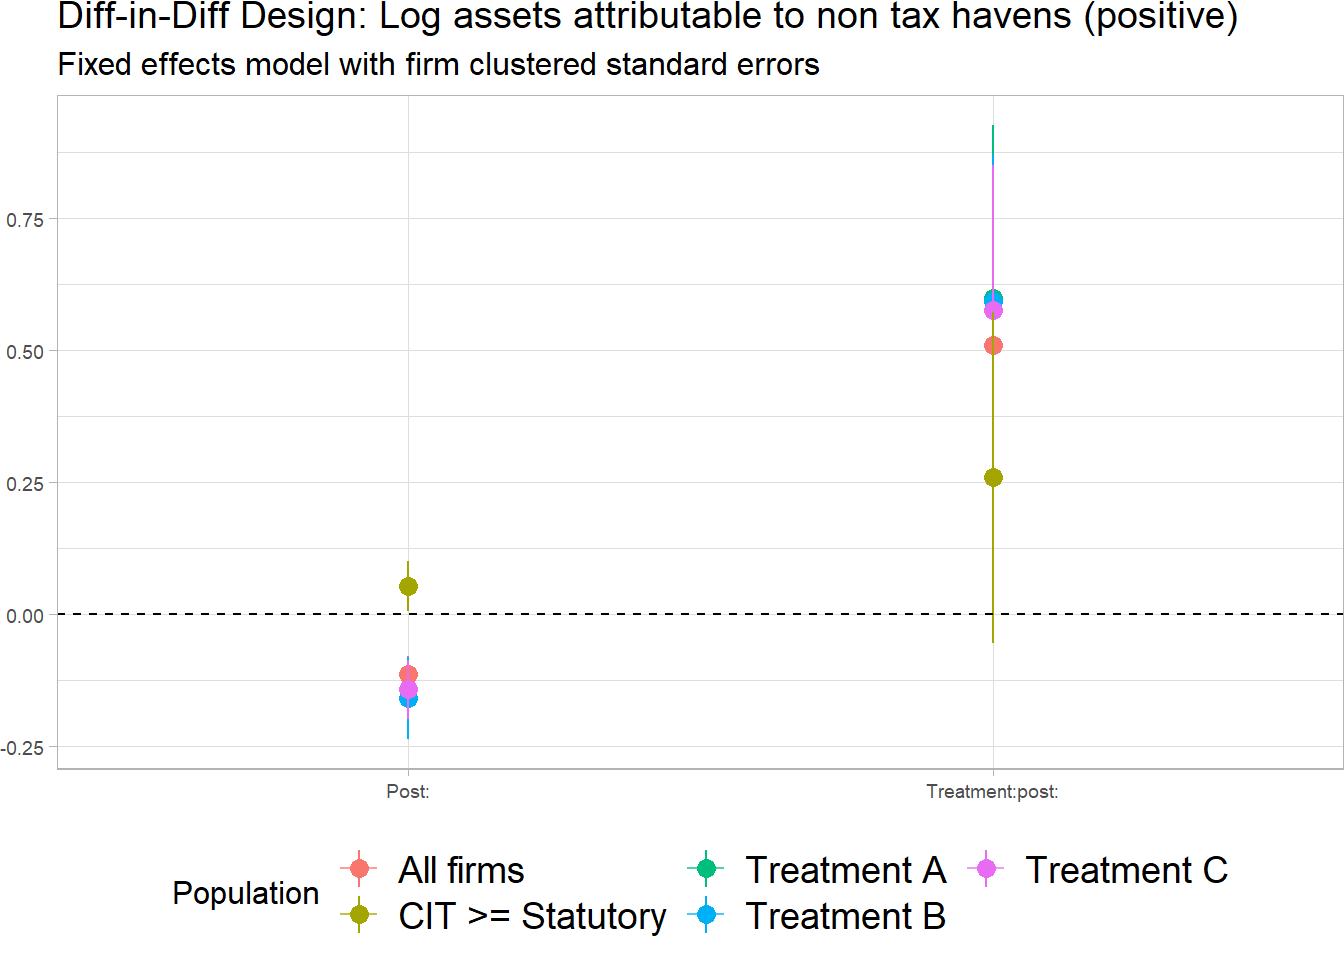 Diff-in-Diff Design: Log assets attributable to non tax havens (positive)
Fixed effects model with firm clustered standard errors
0.75
0.50
0.25
0.00
-0.25
Post:
Treatment:post:
Population
All firms
CIT >= Statutory
Treatment A
Treatment B
Treatment C